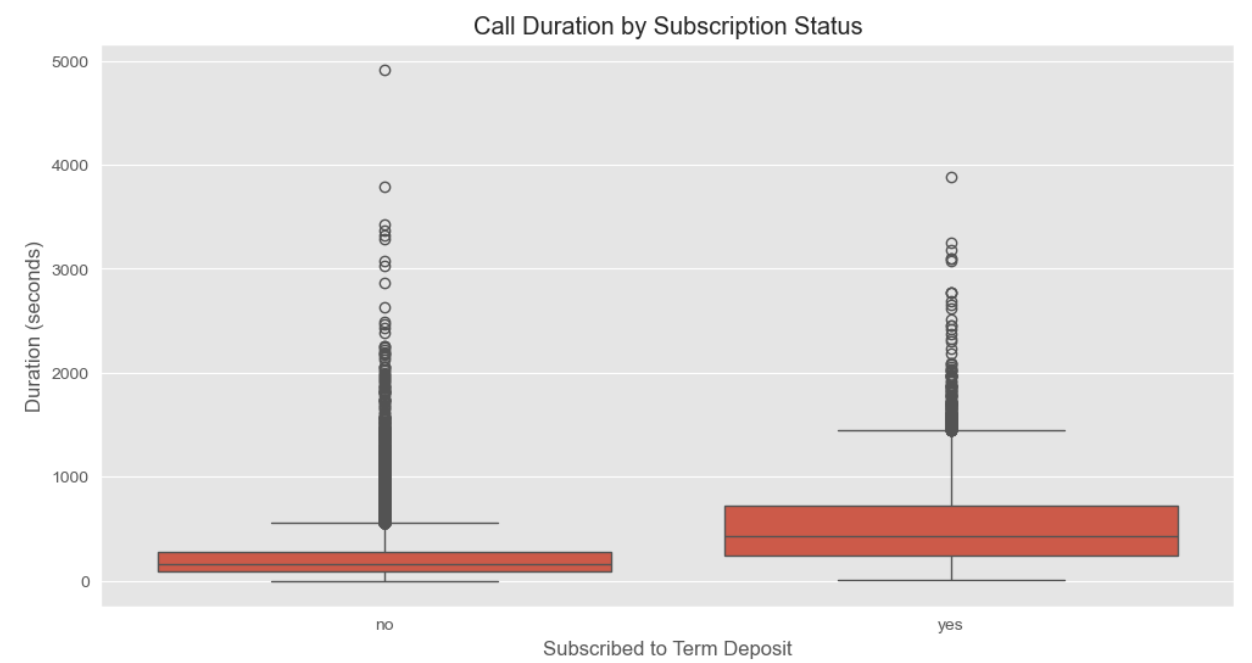 Call Duration by Subscription Status
Duration (seconds)
5000
4000
3000
2000
1000
0
no
yes
Subscribed to Term Deposit